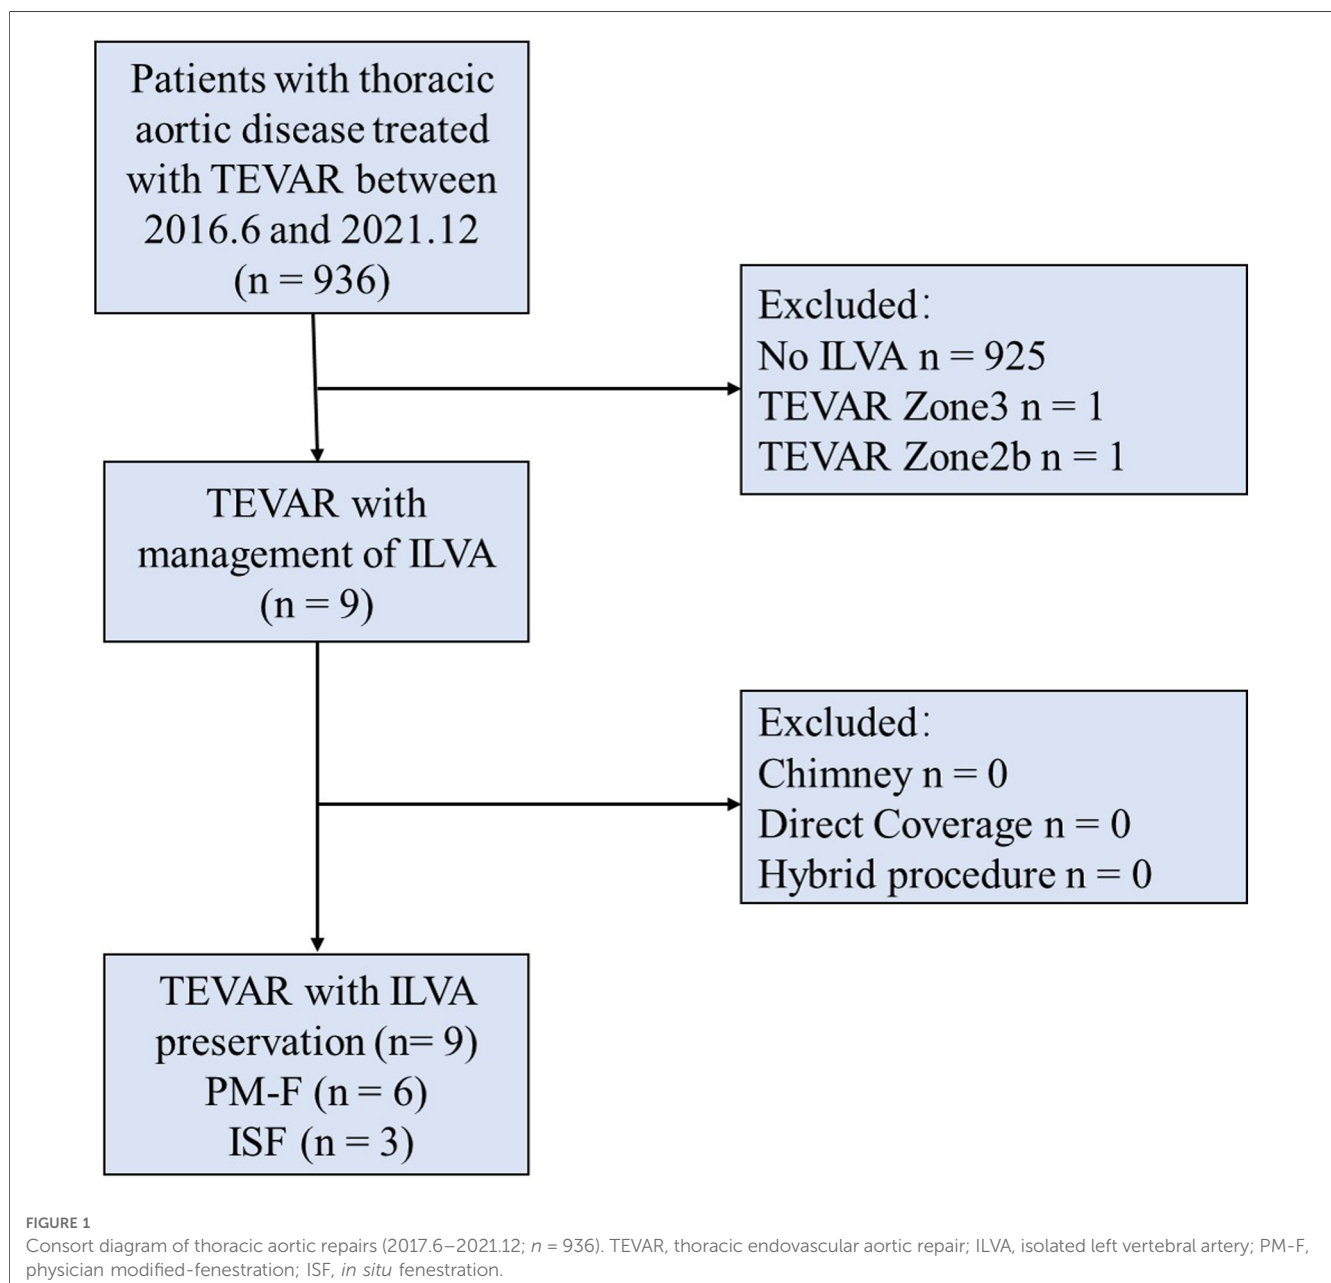 Patients with thoracic
aortic disease treated
with TEVAR between
2016.6 and 2021.12
(n = 936)
Excluded:
No ILVA n = 925
TEVAR Zone3 n = 1
TEVAR Zone2b n = 1
TEVAR with
management of ILVA
(n = 9)
Excluded:
Chimney n = 0
Direct Coverage n = 0
Hybrid procedure n = 0
TEVAR with ILVA
preservation (n= 9)
PM-F (n = 6)
ISF (n = 3)
FIGURE 1
Consort diagram of thoracic aortic repairs (2017.6–2021.12; n = 936). TEVAR, thoracic endovascular aortic repair; ILVA, isolated left vertebral artery; PM-F,
physician modified-fenestration; ISF, in situ fenestration.